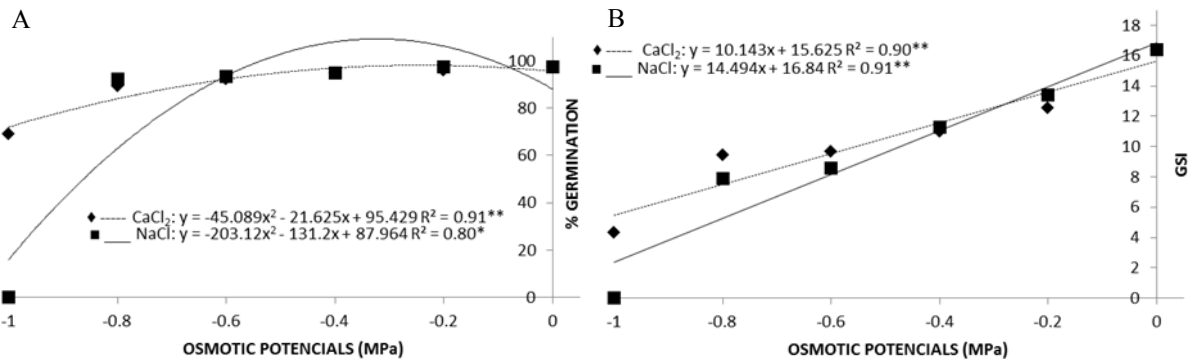 A
100
80
60
40
20
0
% GERMINATION
CaCl₂: y = -45.089x² - 21.625x + 95.429 R² = 0.91**
NaCl: y = -203.12x² - 131.2x + 87.964 R² = 0.80*
-1 -0.8 -0.6 -0.4 -0.2 0
OSMOTIC POTENCIALS (MPa)
B
CaCl₂: y = 10.143x + 15.625 R² = 0.90**
NaCl: y = 14.494x + 16.84 R² = 0.91**
18
16
14
12
10
8
6
4
2
0
GSI
-1 -0.8 -0.6 -0.4 -0.2 0
OSMOTIC POTENCIALS (MPa)